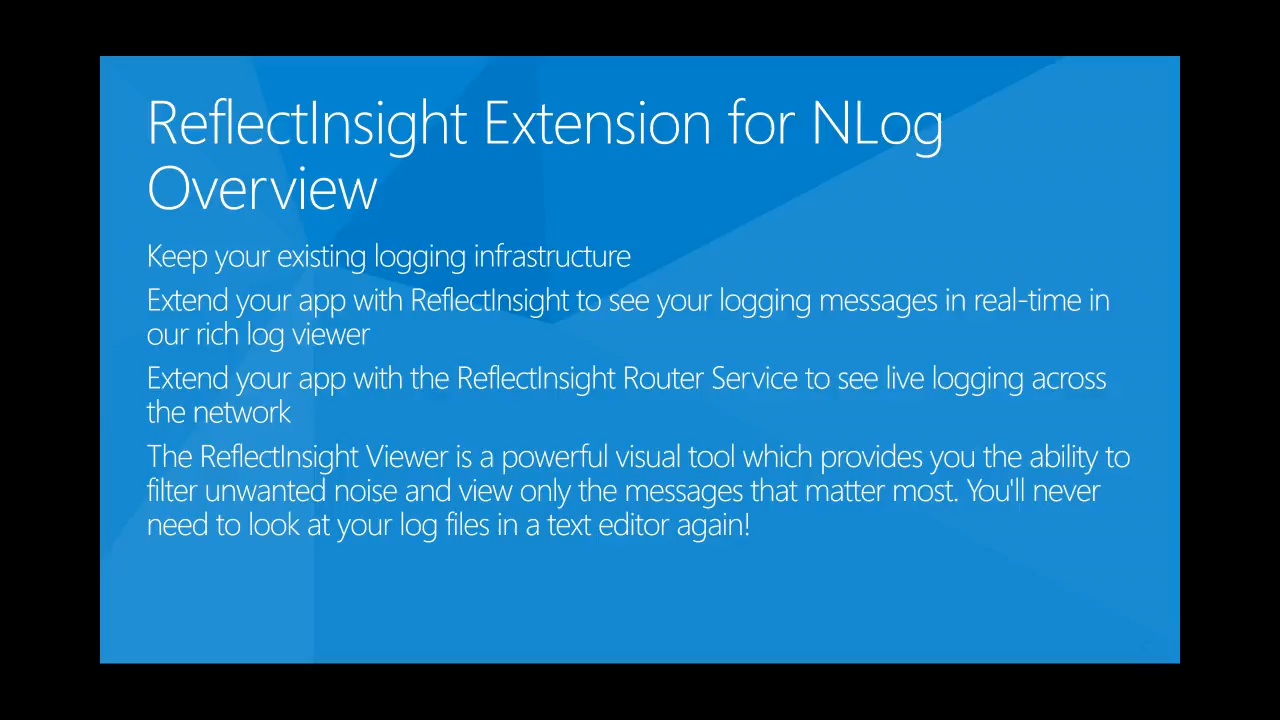 ReflectInsight Extension for NLog
Overview
Keep your existing logging infrastructure
Extend your app with ReflectInsight to see your logging messages in real-time in
our rich log viewer
Extend your app with the ReflectInsight Router Service to see live logging across
the network
The ReflectInsight Viewer is a powerful visual tool which provides you the ability to
filter unwanted noise and view only the messages that matter most. You'll never
need to look at your log files in a text editor again!